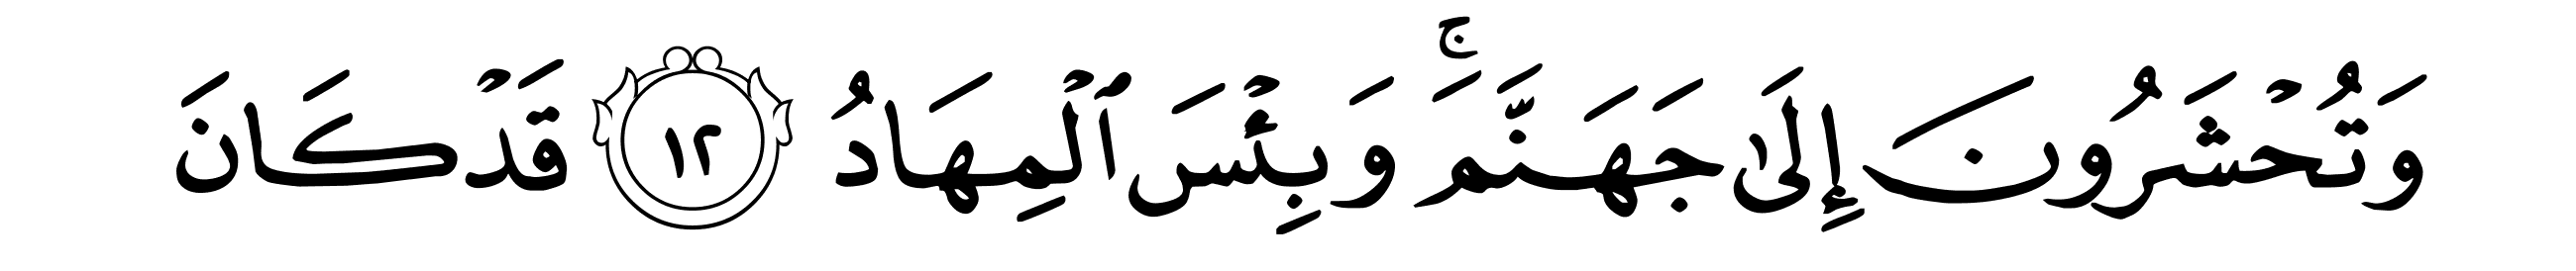 وَتُحْشَرُونَ إِلَىٰ جَهَنَّمَ ۚ وَبِئْسَ ٱلْمِهَادُ ١٢ قَدْ كَانَ